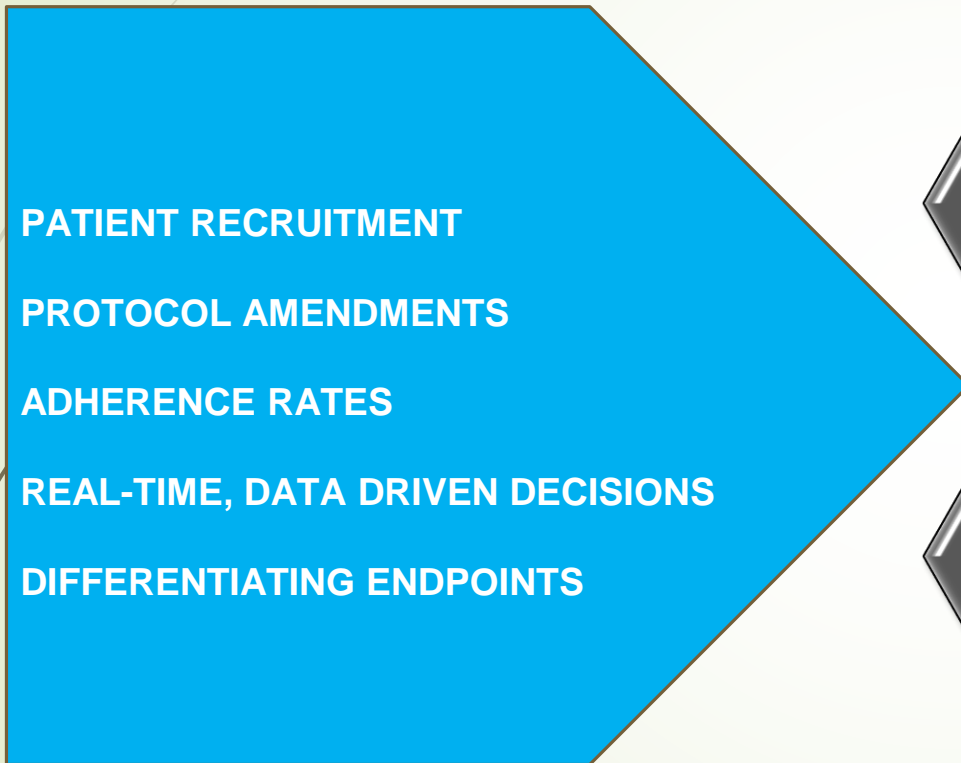 PATIENT RECRUITMENT
PROTOCOL AMENDMENTS
ADHERENCE RATES
REAL-TIME, DATA DRIVEN DECISIONS
DIFFERENTIATING ENDPOINTS